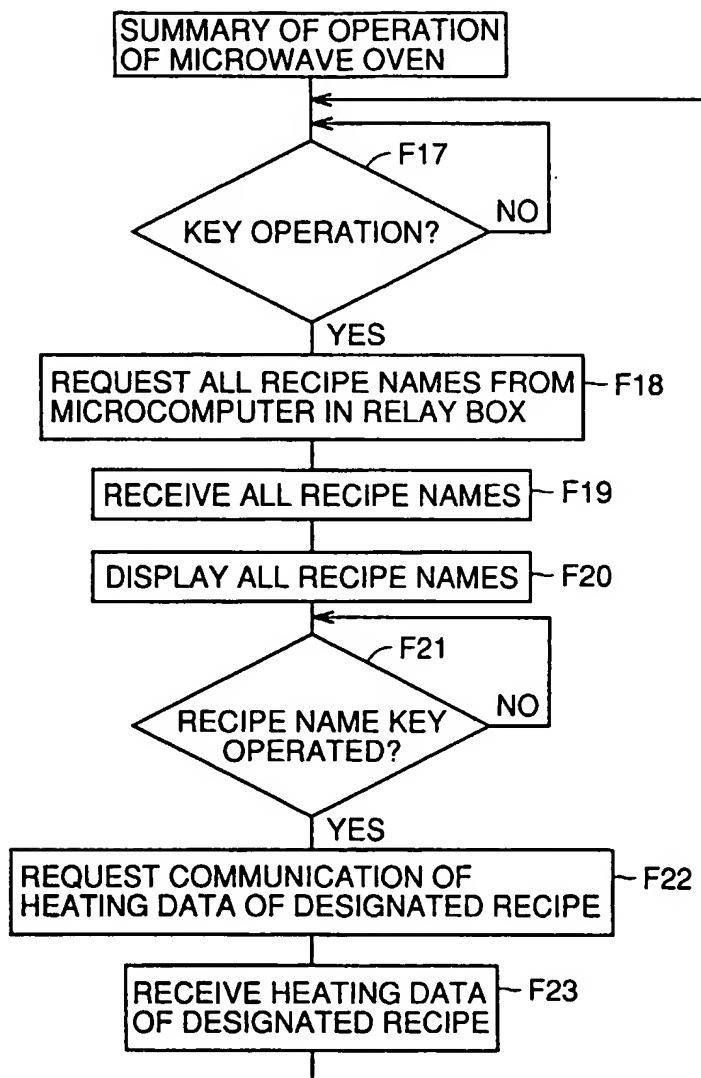 SUMMARY OF OPERATION
OF MICROWAVE OVEN
F17
NO
KEY OPERATION?
YES
REQUEST ALL RECIPE NAMES FROM
MICROCOMPUTER IN RELAY BOX
F18
RECEIVE ALL RECIPE NAMES
F19
DISPLAY ALL RECIPE NAMES
F20
F21
NO
RECIPE NAME KEY
OPERATED?
YES
REQUEST COMMUNICATION OF
HEATING DATA OF DESIGNATED RECIPE
F22
RECEIVE HEATING DATA
OF DESIGNATED RECIPE
F23